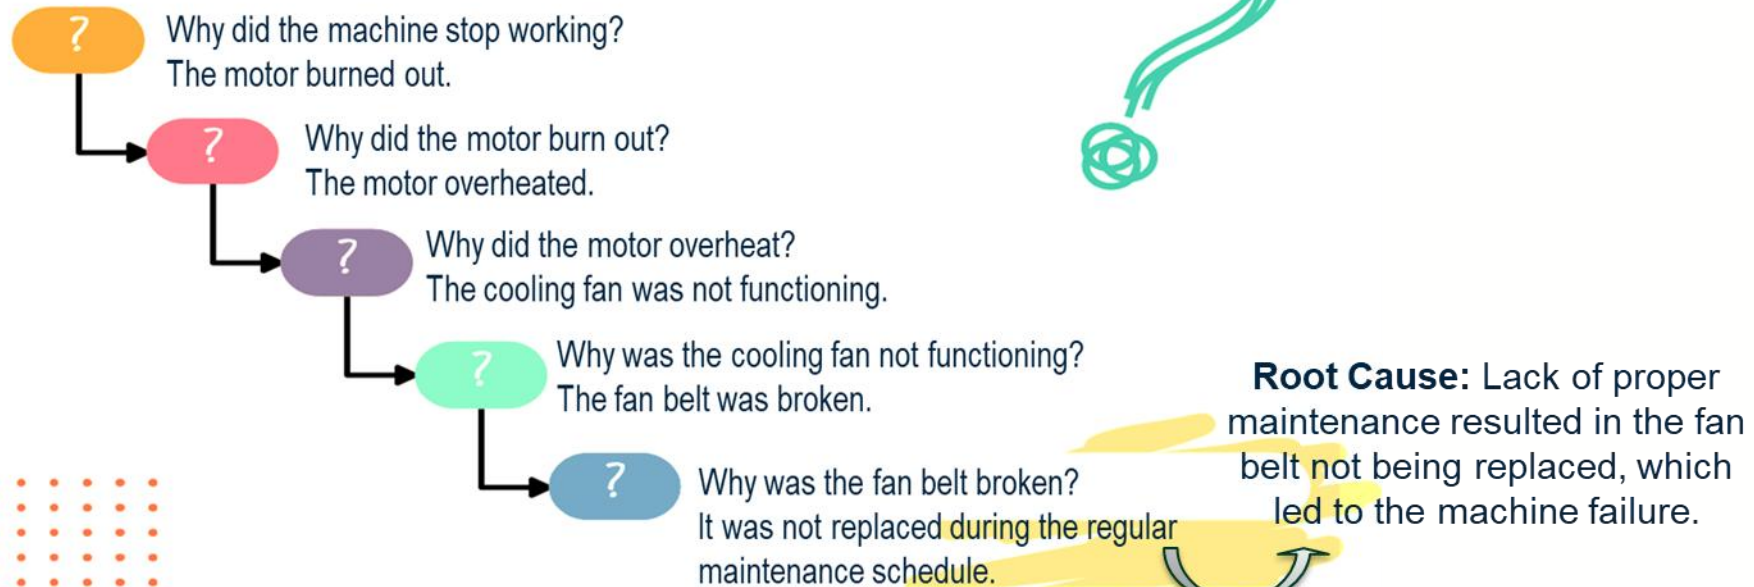 ?
Why did the machine stop working?
The motor burned out.
?
Why did the motor burn out?
The motor overheated.
?
Why did the motor overheat?
The cooling fan was not functioning.
?
Why was the cooling fan not functioning?
The fan belt was broken.
?
Why was the fan belt broken?
It was not replaced during the regular
maintenance schedule.
Root Cause: Lack of proper
maintenance resulted in the fan
belt not being replaced, which
led to the machine failure.